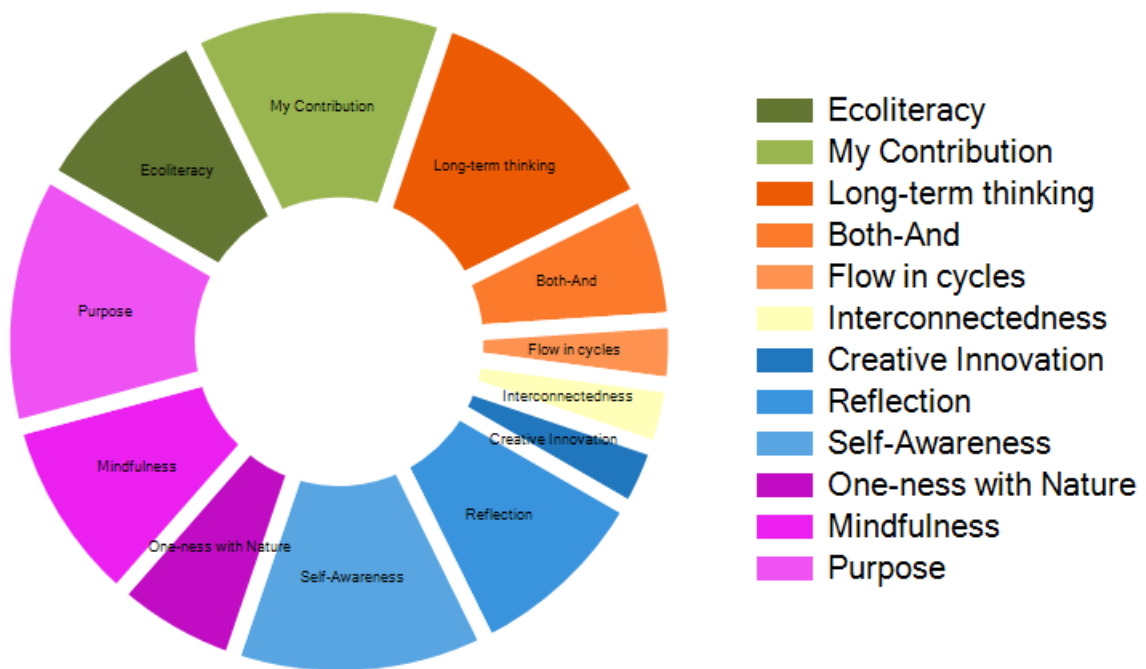 My Contribution
Long-term thinking
Ecoliteracy
Both-And
Purpose
Flow in cycles
Interconnectedness
Creative Innovation
Mindfulness
Reflection
One-ness with Nature
Self-Awareness
Ecoliteracy
My Contribution
Long-term thinking
Both-And
Flow in cycles
Interconnectedness
Creative Innovation
Reflection
Self-Awareness
One-ness with Nature
Mindfulness
Purpose